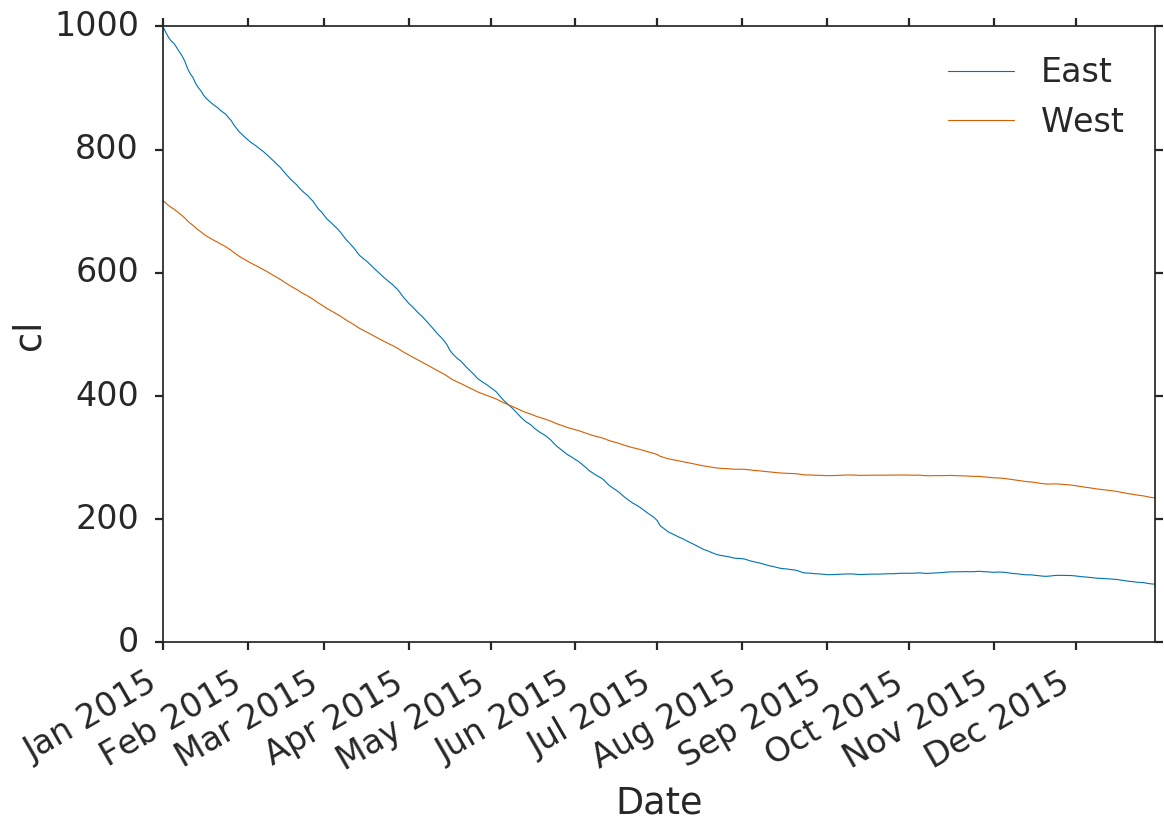 1000
800
600
400
200
0
cl
East
West
Jan 2015
Feb 2015
Mar 2015
Apr 2015
May 2015
Jun 2015
Jul 2015
Aug 2015
Sep 2015
Oct 2015
Nov 2015
Dec 2015
Date